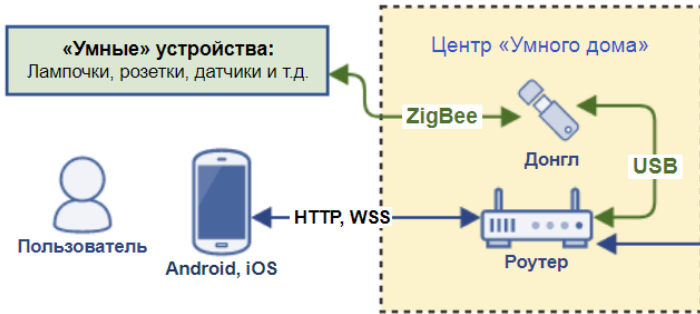 «Умные» устройства:
Лампочки, розетки, датчики и т.д.
Центр «Умного дома»
ZigBee
Донгл
USB
HTTP, WSS
Пользователь
Android, iOS
Роутер